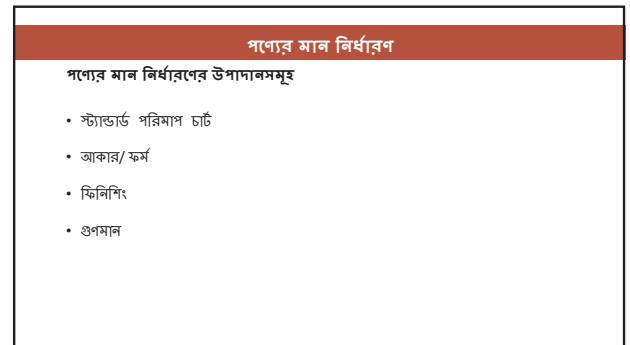 পণ্যের মান নির্ধারণ
পণ্যের মান নির্ধারণের উপাদানসমূহ
• স্ট্যান্ডার্ড পরিমাপ চার্ট
• আকার/ ফর্ম
• ফিনিশিং
• গুণমান